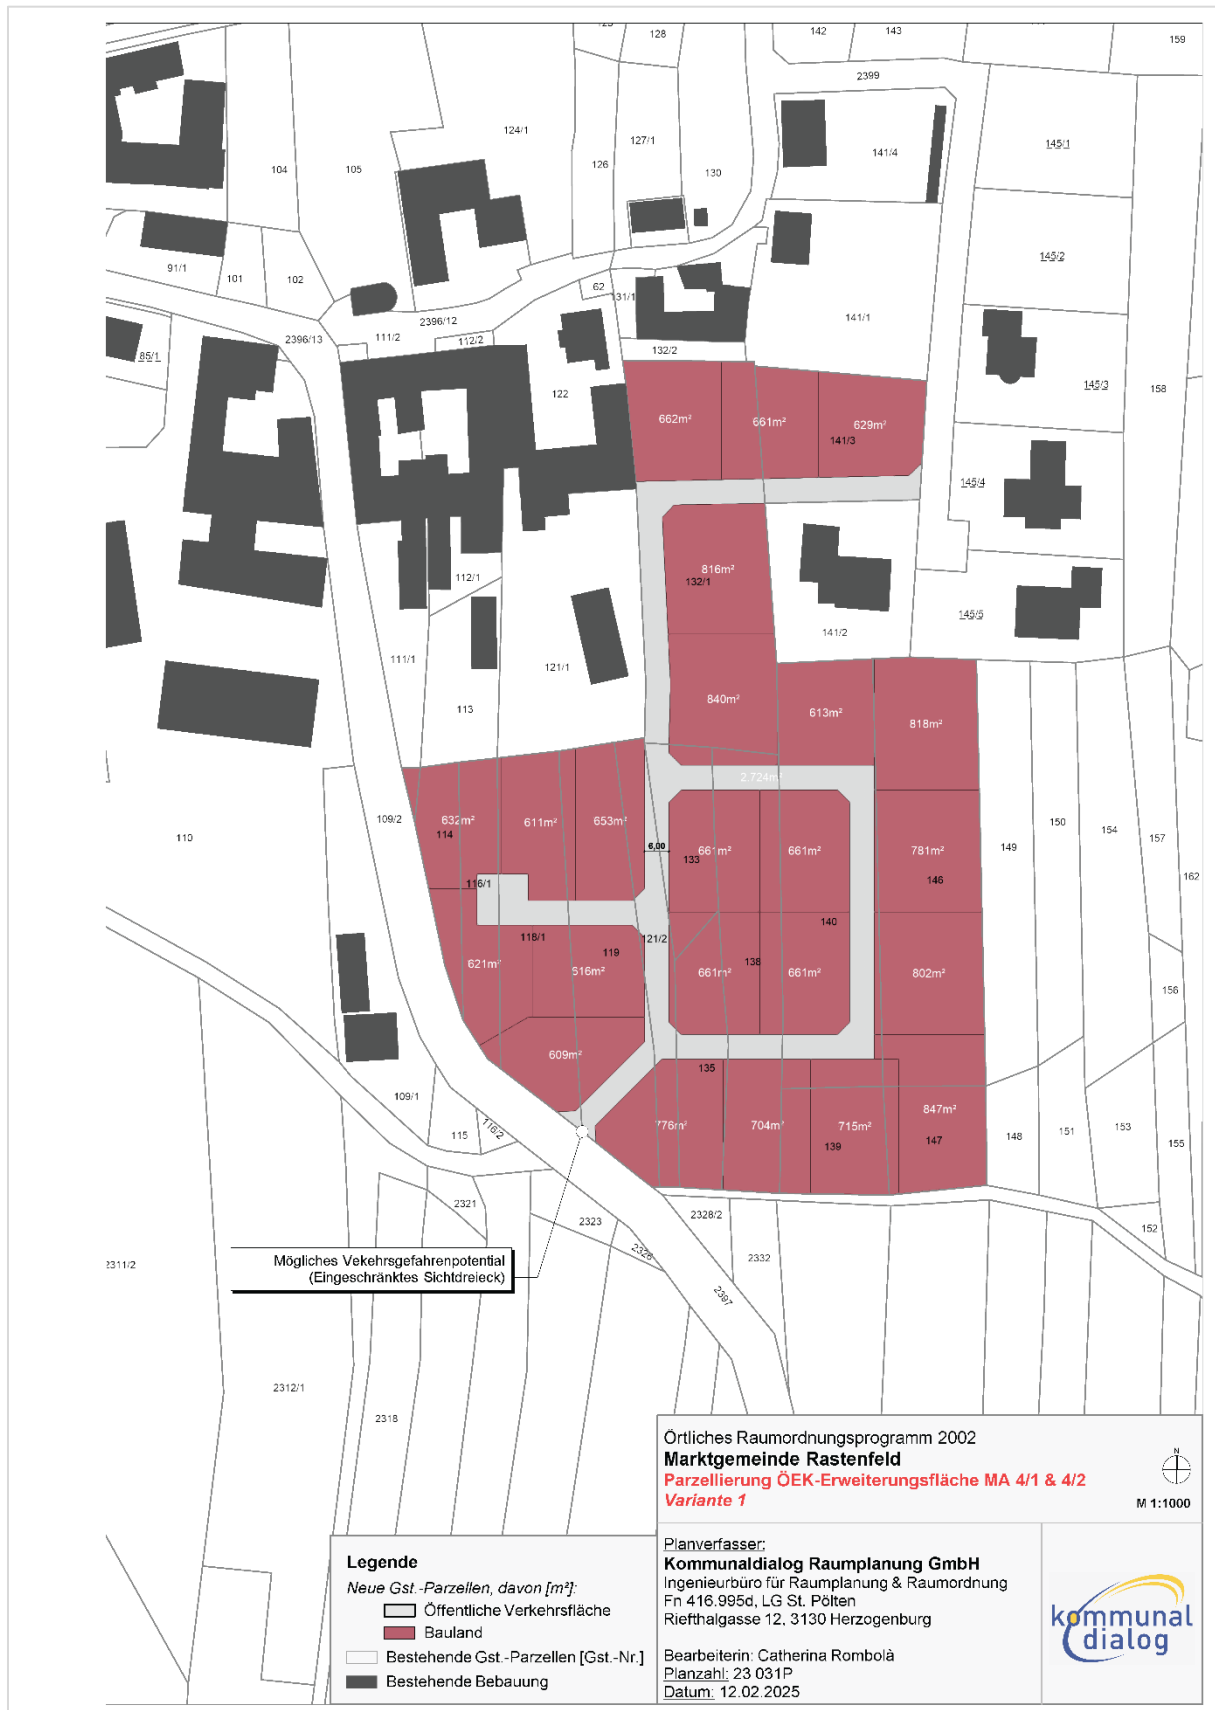 123
128
142
143
159
2399
124/1
127/1
126
130
141/4
145/1
104
105
91/1
101
102
62
131/1
145/2
2396/12
2396/13
111/2
112/2
132/2
141/1
85/1
122
145/3
158
662m²
661m²
629m²
141/3
145/4
816m²
132/1
112/1
141/2
145/5
111/1
121/1
113
840m²
613m²
818m²
2.724m²
109/2
110
632m²
114
611m²
653m²
6,00
661m²
133
661m²
781m²
146
149
150
154
157
162
116/1
118/1
119
121/2
140
138
621m²
616m²
661m²
661m²
802m²
156
609m²
135
109/1
115
116/2
776m²
704m²
715m²
139
847m²
147
148
151
153
155
2321
2323
2326
2328/2
2332
152
2311/2
Mögliches Vekehrsgefahrenpotential
(Eingeschränktes Sichtdreieck)
2397
2312/1
2318
Örtliches Raumordnungsprogramm 2002
Marktgemeinde Rastenfeld
Parzellierung ÖEK-Erweiterungsfläche MA 4/1 & 4/2
Variante 1
N
M 1:1000
Legende
Neue Gst.-Parzellen, davon [m²]:
Öffentliche Verkehrsfläche
Bauland
Bestehende Gst.-Parzellen [Gst.-Nr.]
Bestehende Bebauung
Planverfasser:
Kommunaldialog Raumplanung GmbH
Ingenieurbüro für Raumplanung & Raumordnung
Fn 416.995d, LG St. Pölten
Riefthalgasse 12, 3130 Herzogenburg
Bearbeiterin: Catherina Rombolà
Planzahl: 23 031P
Datum: 12.02.2025
kommunal
dialog